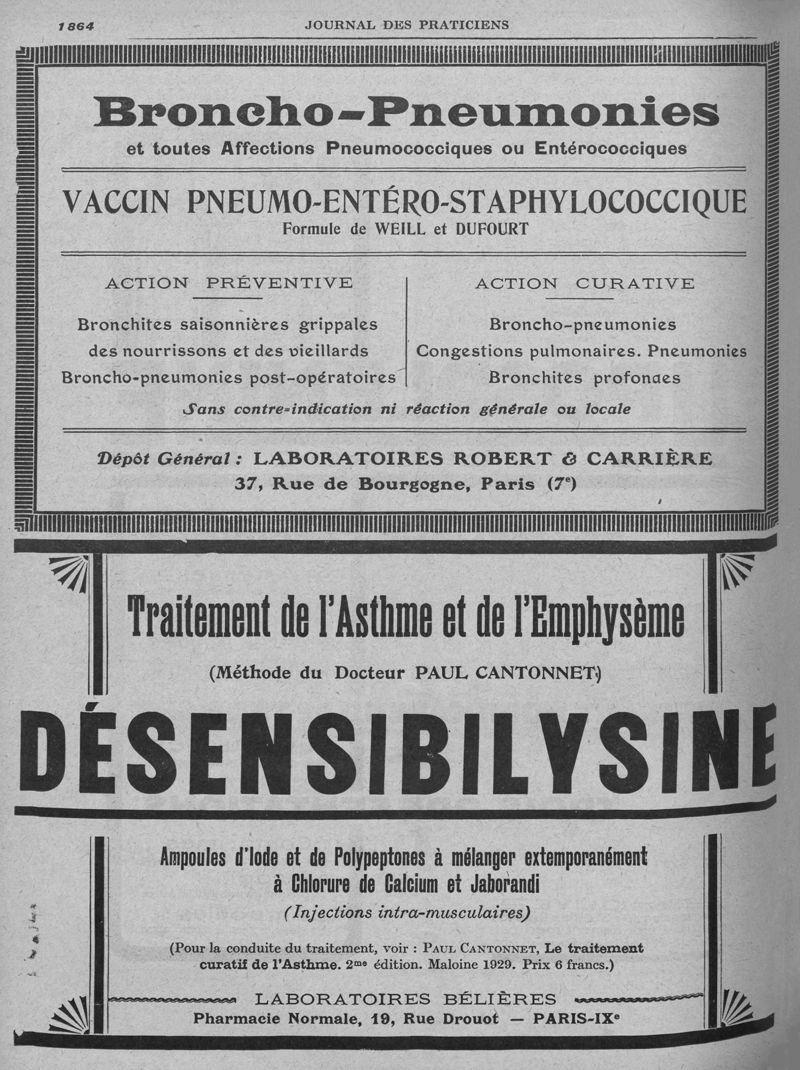 1864
JOURNAL DES PRATICIENS
Broncho-Pneumonies
et toutes Affections Pneumococciques ou Entérococciques
VACCIN PNEUMO-ENTÉRO-STAPHYLOCOCCIQUE
Formule de WEILL et DUFOURT
ACTION PRÉVENTIVE
Bronchites saisonnières grippales
des nourrissons et des vieillards
Broncho-pneumonies post-opératoires
ACTION CURATIVE
Broncho-pneumonies
Congestions pulmonaires. Pneumonies
Bronchites profondes
Sans contre-indication ni réaction générale ou locale
Dépôt Général : LABORATOIRES ROBERT & CARRIÈRE
37, Rue de Bourgogne, Paris (7e)
Traitement de l'Asthme et de l'Emphysème
(Méthode du Docteur PAUL CANTONNET)
DÉSENSIBILYSINE
Ampoules d'Iode et de Polypeptones à mélanger extemporanément
à Chlorure de Calcium et Jaborandi
(Injections intra-musculaires)
(Pour la conduite du traitement, voir : PAUL CANTONNET, Le traitement
curatif de l'Asthme. 2me édition. Maloine 1929. Prix 6 francs.)
LABORATOIRES BÉLIÈRES
Pharmacie Normale, 19, Rue Drouot — PARIS-IXe